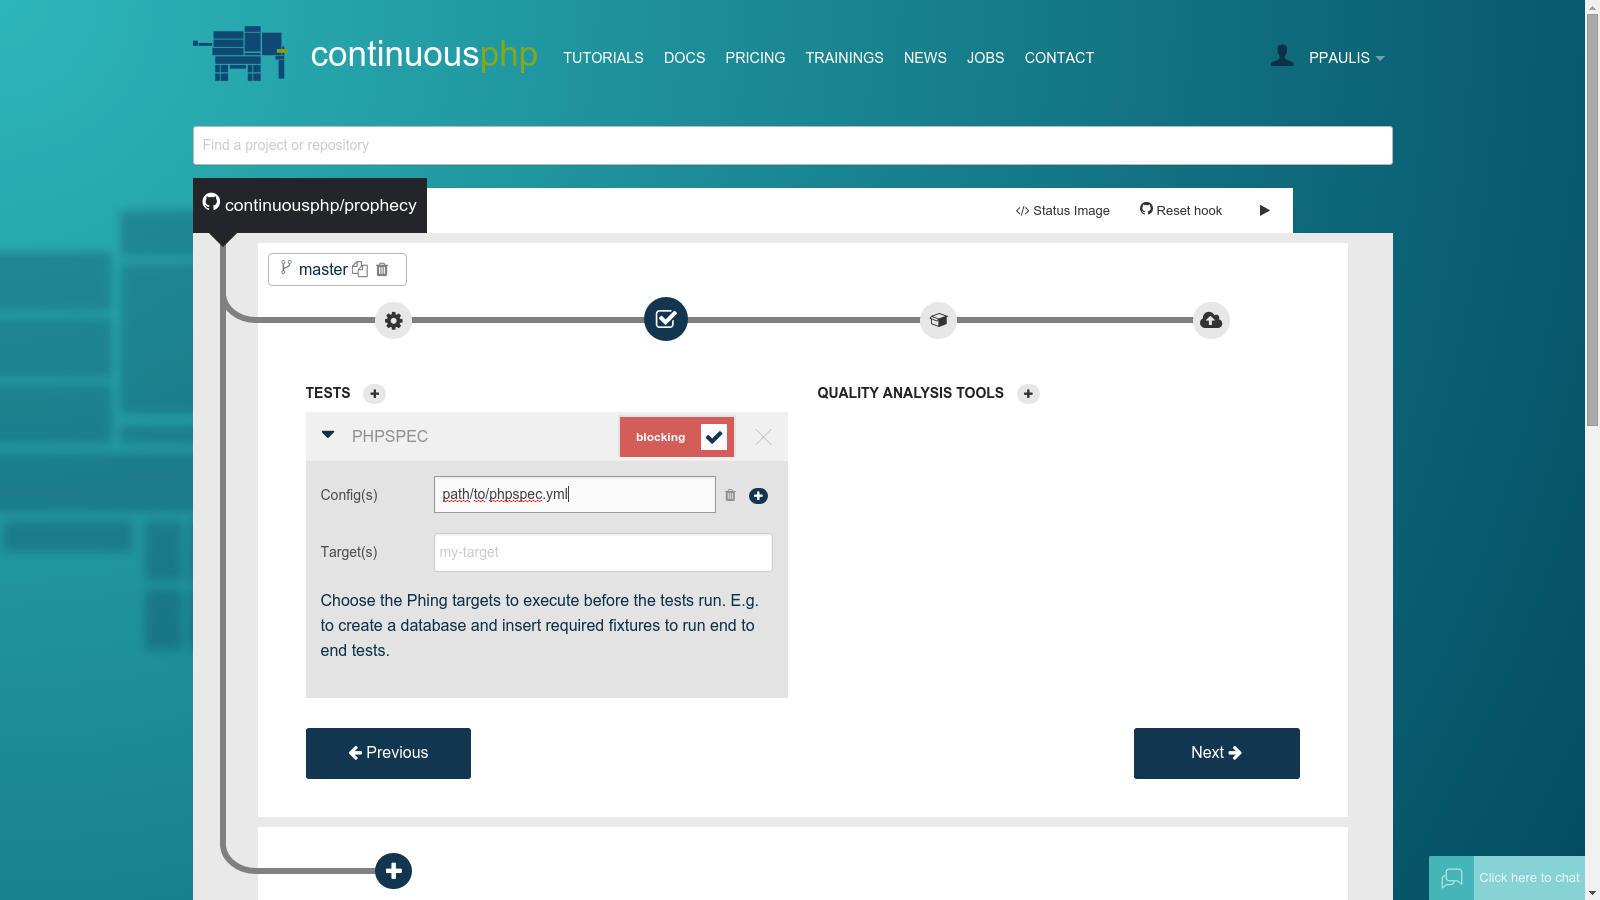 continuousphp
TUTORIALS DOCS PRICING TRAININGS NEWS JOBS CONTACT
PPAULIS
Find a project or repository
continuousphp/prophecy
</> Status Image
Reset hook
master
TESTS
QUALITY ANALYSIS TOOLS
PHPSPEC
blocking
Config(s)
path/to/phpspec.yml
Target(s)
my-target
Choose the Phing targets to execute before the tests run. E.g.
to create a database and insert required fixtures to run end to
end tests.
Previous
Next
Click here to chat